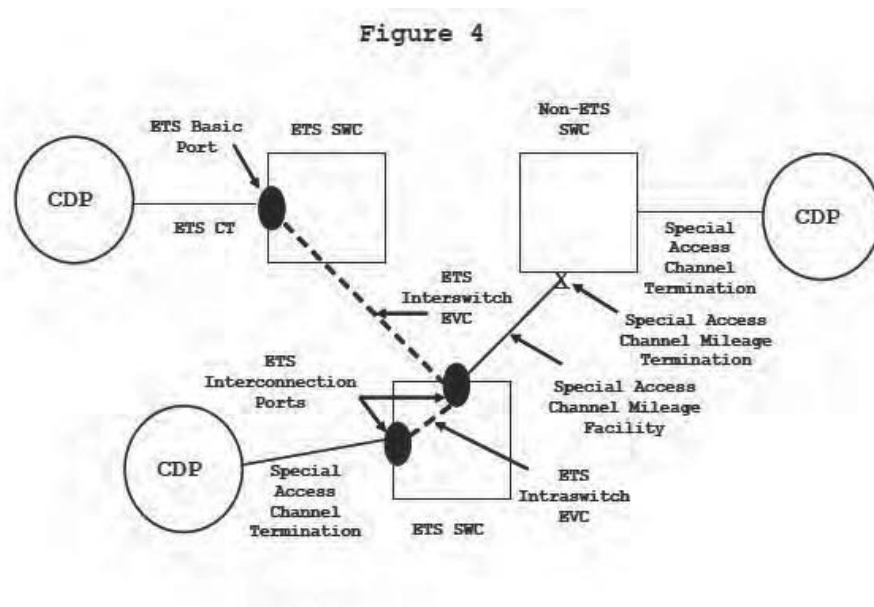 Figure 4
ETS Basic
Port
ETS SWC
Non-ETS
SWC
CDP
ETS CT
CDP
Special
Access
Channel
Termination
ETS
Interswitch
EVC
Special Access
Channel Mileage
Termination
ETS
Interconnection
Ports
Special Access
Channel Mileage
Facility
CDP
Special
Access
Channel
Termination
ETS
Intraswitch
EVC
ETS SWC
X